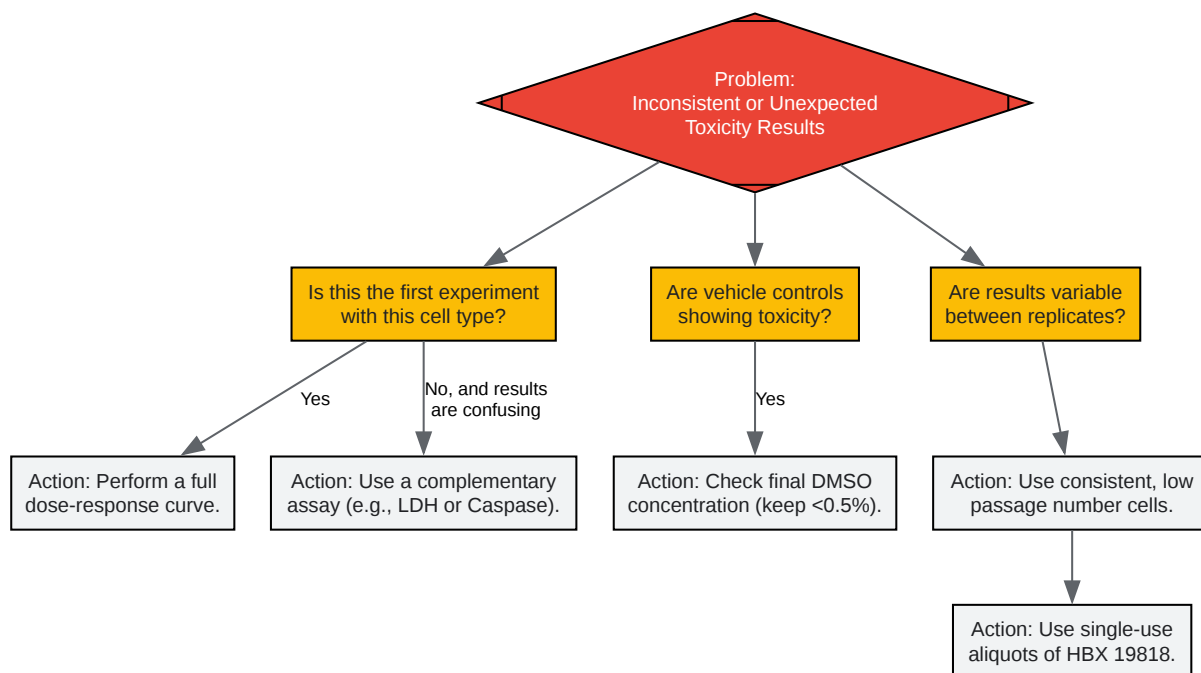 Problem:
Inconsistent or Unexpected
Toxicity Results
Is this the first experiment
with this cell type?
Are vehicle controls
showing toxicity?
Are results variable
between replicates?
Yes
No, and results
are confusing
Yes
Action: Perform a full
dose-response curve.
Action: Use a complementary
assay (e.g., LDH or Caspase).
Action: Check final DMSO
concentration (keep <0.5%).
Action: Use consistent, low
passage number cells.
Action: Use single-use
aliquots of HBX 19818.